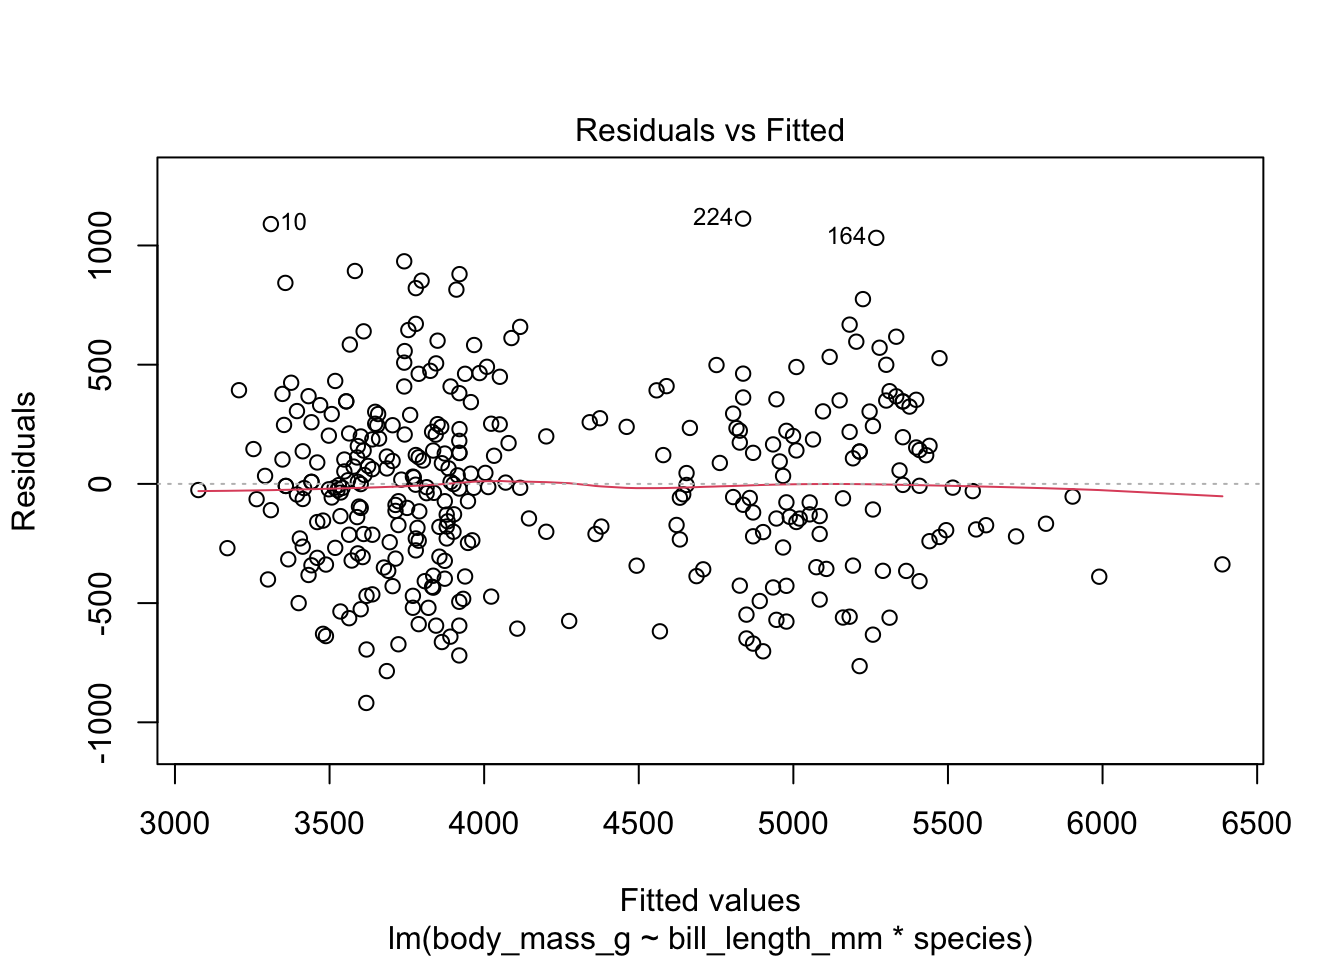 Residuals vs Fitted
Residuals
1000
500
0
-500
-1000
10
224
164
3000 3500 4000 4500 5000 5500 6000 6500
Fitted values
lm(body_mass_g ~ bill_length_mm * species)